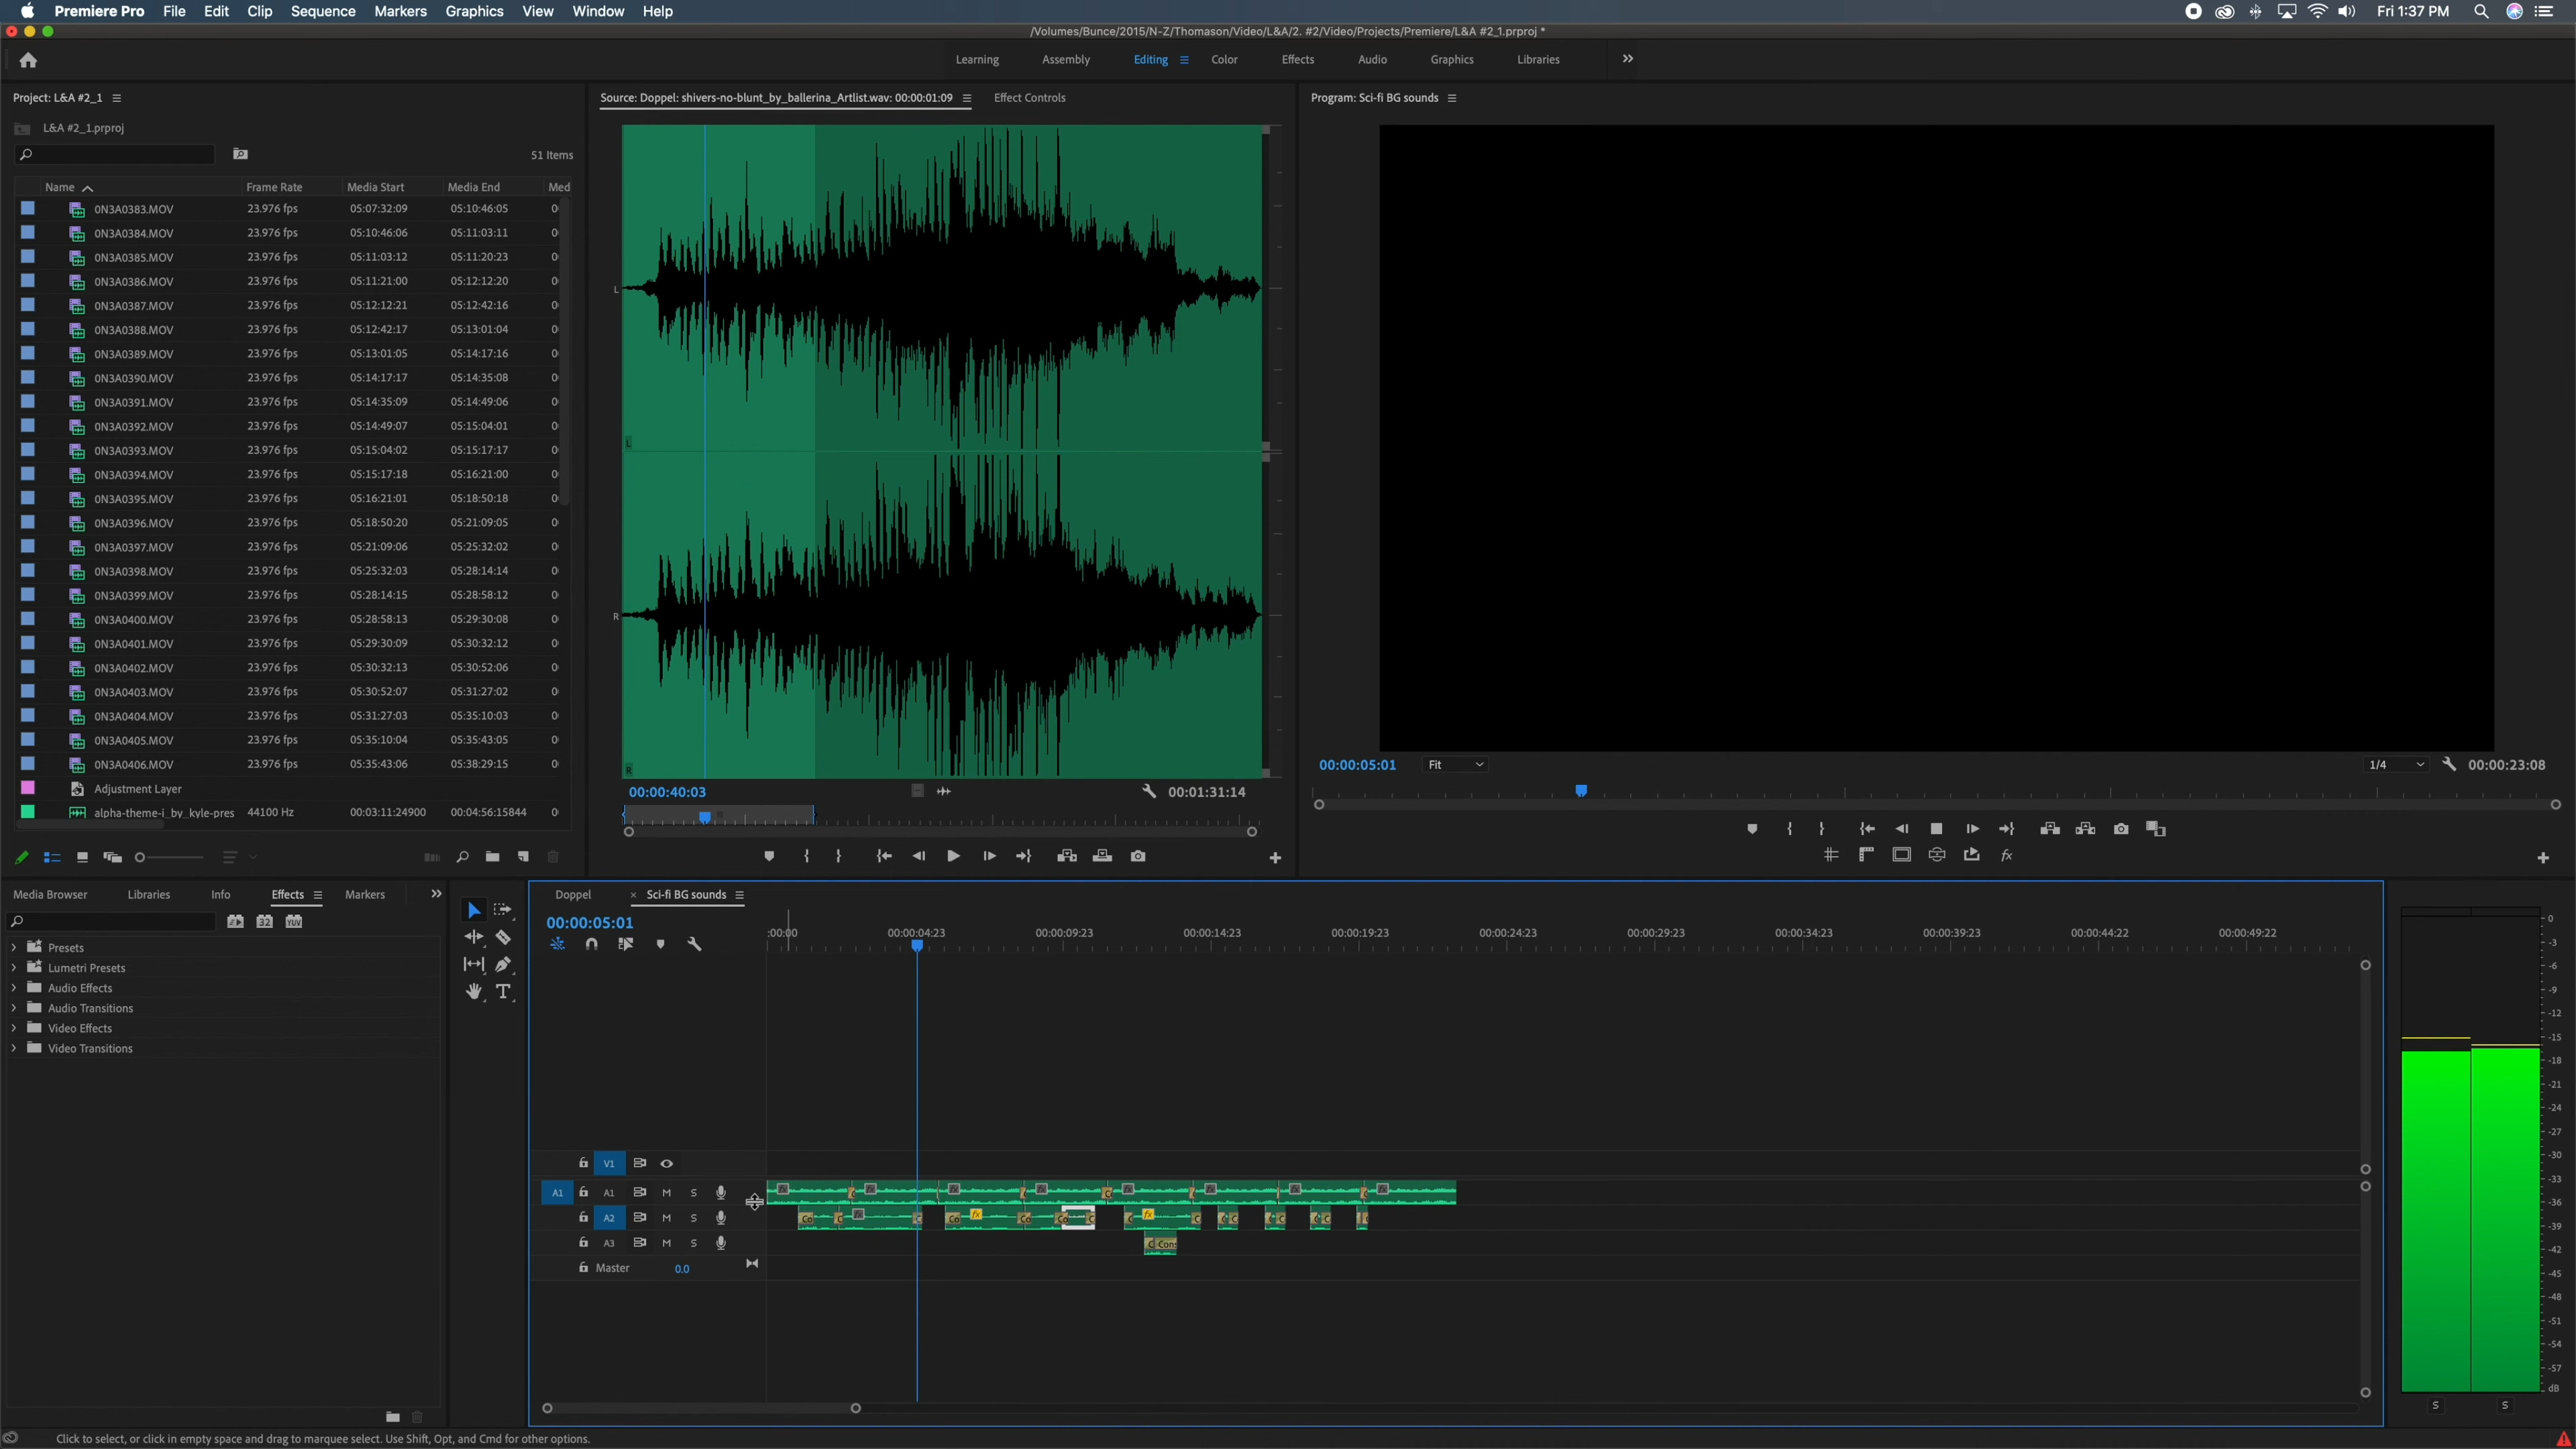 Premiere Pro File Edit Clip Sequence Markers Graphics View Window Help Fri 1:37 PM
/Volumes/Bunce/2015/N-Z/Thomason/Video/L&A/2. #2/Video/Projects/Premiere/L&A #2_1.prproj *
Learning Assembly Editing Color Effects Audio Graphics Libraries
Project: L&A #2_1
L&A #2_1.prproj
51 Items
Name Frame Rate Media Start Media End Med
0N3A0383.MOV 23.976 fps 05:07:32:09 05:10:46:05
0N3A0384.MOV 23.976 fps 05:10:46:06 05:11:03:11
0N3A0385.MOV 23.976 fps 05:11:03:12 05:11:20:23
0N3A0386.MOV 23.976 fps 05:11:21:00 05:12:12:20
0N3A0387.MOV 23.976 fps 05:12:12:21 05:12:42:16
0N3A0388.MOV 23.976 fps 05:12:42:17 05:13:01:04
0N3A0389.MOV 23.976 fps 05:13:01:05 05:14:17:16
0N3A0390.MOV 23.976 fps 05:14:17:17 05:14:35:08
0N3A0391.MOV 23.976 fps 05:14:35:09 05:14:49:06
0N3A0392.MOV 23.976 fps 05:14:49:07 05:15:04:01
0N3A0393.MOV 23.976 fps 05:15:04:02 05:15:17:17
0N3A0394.MOV 23.976 fps 05:15:17:18 05:16:21:00
0N3A0395.MOV 23.976 fps 05:16:21:01 05:18:50:18
0N3A0396.MOV 23.976 fps 05:18:50:20 05:21:09:05
0N3A0397.MOV 23.976 fps 05:21:09:06 05:25:32:02
0N3A0398.MOV 23.976 fps 05:25:32:03 05:28:14:14
0N3A0399.MOV 23.976 fps 05:28:14:15 05:28:58:12
0N3A0400.MOV 23.976 fps 05:28:58:13 05:29:30:08
0N3A0401.MOV 23.976 fps 05:29:30:09 05:30:32:12
0N3A0402.MOV 23.976 fps 05:30:32:13 05:30:52:06
0N3A0403.MOV 23.976 fps 05:30:52:07 05:31:27:02
0N3A0404.MOV 23.976 fps 05:31:27:03 05:35:10:03
0N3A0405.MOV 23.976 fps 05:35:10:04 05:35:43:05
0N3A0406.MOV 23.976 fps 05:35:43:06 05:38:29:15
Adjustment Layer
alpha-theme-i_by_kyle-pres 44100 Hz 00:03:11:24900 00:04:56:15844
Source: Doppel: shivers-no-blunt_by_ballerina_Artlist.wav: 00:00:01:09 Effect Controls
L
L
R
R
00:00:40:03 00:01:31:14
Program: Sci-fi BG sounds
00:00:05:01 Fit 1/4 00:00:23:08
Media Browser Libraries Info Effects Markers
32 YUV
Presets
Lumetri Presets
Audio Effects
Audio Transitions
Video Effects
Video Transitions
Doppel × Sci-fi BG sounds
00:00:05:01
:00:00 00:00:04:23 00:00:09:23 00:00:14:23 00:00:19:23 00:00:24:23 00:00:29:23 00:00:34:23 00:00:39:23 00:00:44:22 00:00:49:22
V1
A1 A1 M S
A2 M S
A3 M S
Master 0.0
0
-3
-6
-9
-12
-15
-18
-21
-24
-27
-30
-33
-36
-39
-42
-45
-48
-51
-54
-57
dB
S S
Click to select, or click in empty space and drag to marquee select. Use Shift, Opt, and Cmd for other options.